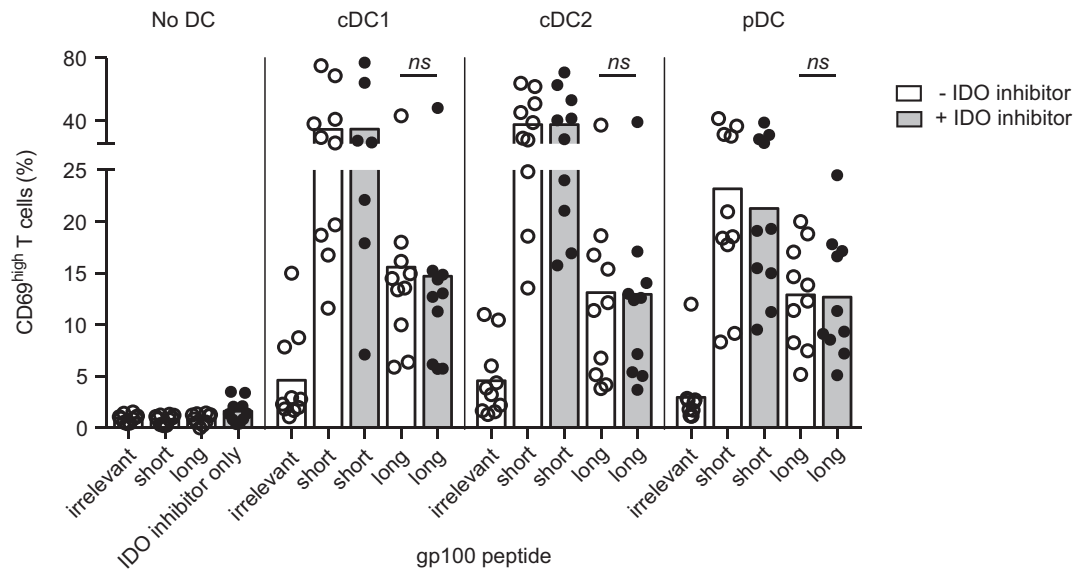 No DC cDC1 cDC2 pDC
80
40
25
20
15
10
5
0
CD69high T cells (%)
ns ns ns
- IDO inhibitor
+ IDO inhibitor
irrelevant short long IDO inhibitor only irrelevant short short long long irrelevant short short long long irrelevant short short long long
gp100 peptide